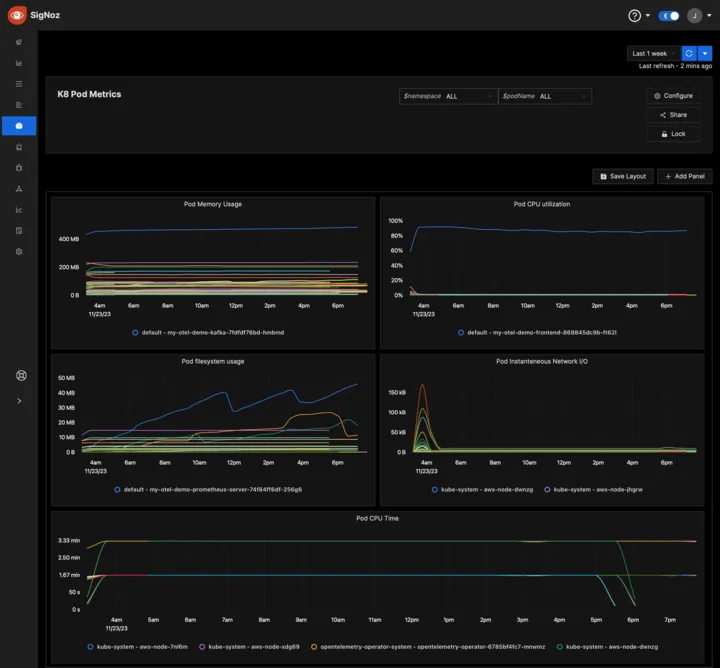 SigNoz
J
Last 1 week
Last refresh - 2 mins ago
K8 Pod Metrics
$namespace ALL
$podName ALL
Configure
Share
Lock
Save Layout
Add Panel
Pod Memory Usage
400 MB
200 MB
0 B
4am 6am 8am 10am 12pm 2pm 4pm 6pm
11/23/23
default - my-otel-demo-kafka-7fdfdf76bd-hmbmd
Pod CPU utilization
100%
80%
60%
40%
20%
0%
4am 6am 8am 10am 12pm 2pm 4pm 6pm
11/23/23
default - my-otel-demo-frontend-869845dc9b-ft62l
Pod filesystem usage
50 MB
40 MB
30 MB
20 MB
10 MB
0 B
4am 6am 8am 10am 12pm 2pm 4pm 6pm
11/23/23
default - my-otel-demo-prometheus-server-74f84ff6df-256g6
Pod Instanteneous Network I/O
150 kB
100 kB
50 kB
0 B
4am 6am 8am 10am 12pm 2pm 4pm 6pm
11/23/23
kube-system - aws-node-dwnzg kube-system - aws-node-jhgrw
Pod CPU Time
3.33 min
2.50 min
1.67 min
50 s
0 s
4am 5am 6am 7am 8am 9am 10am 11am 12pm 1pm 2pm 3pm 4pm 5pm 6pm 7pm
11/23/23
kube-system - aws-node-7nl6m kube-system - aws-node-xdg69 opentelemetry-operator-system - opentelemetry-operator-6785bf4fc7-mnwmz kube-system - aws-node-dwnzg